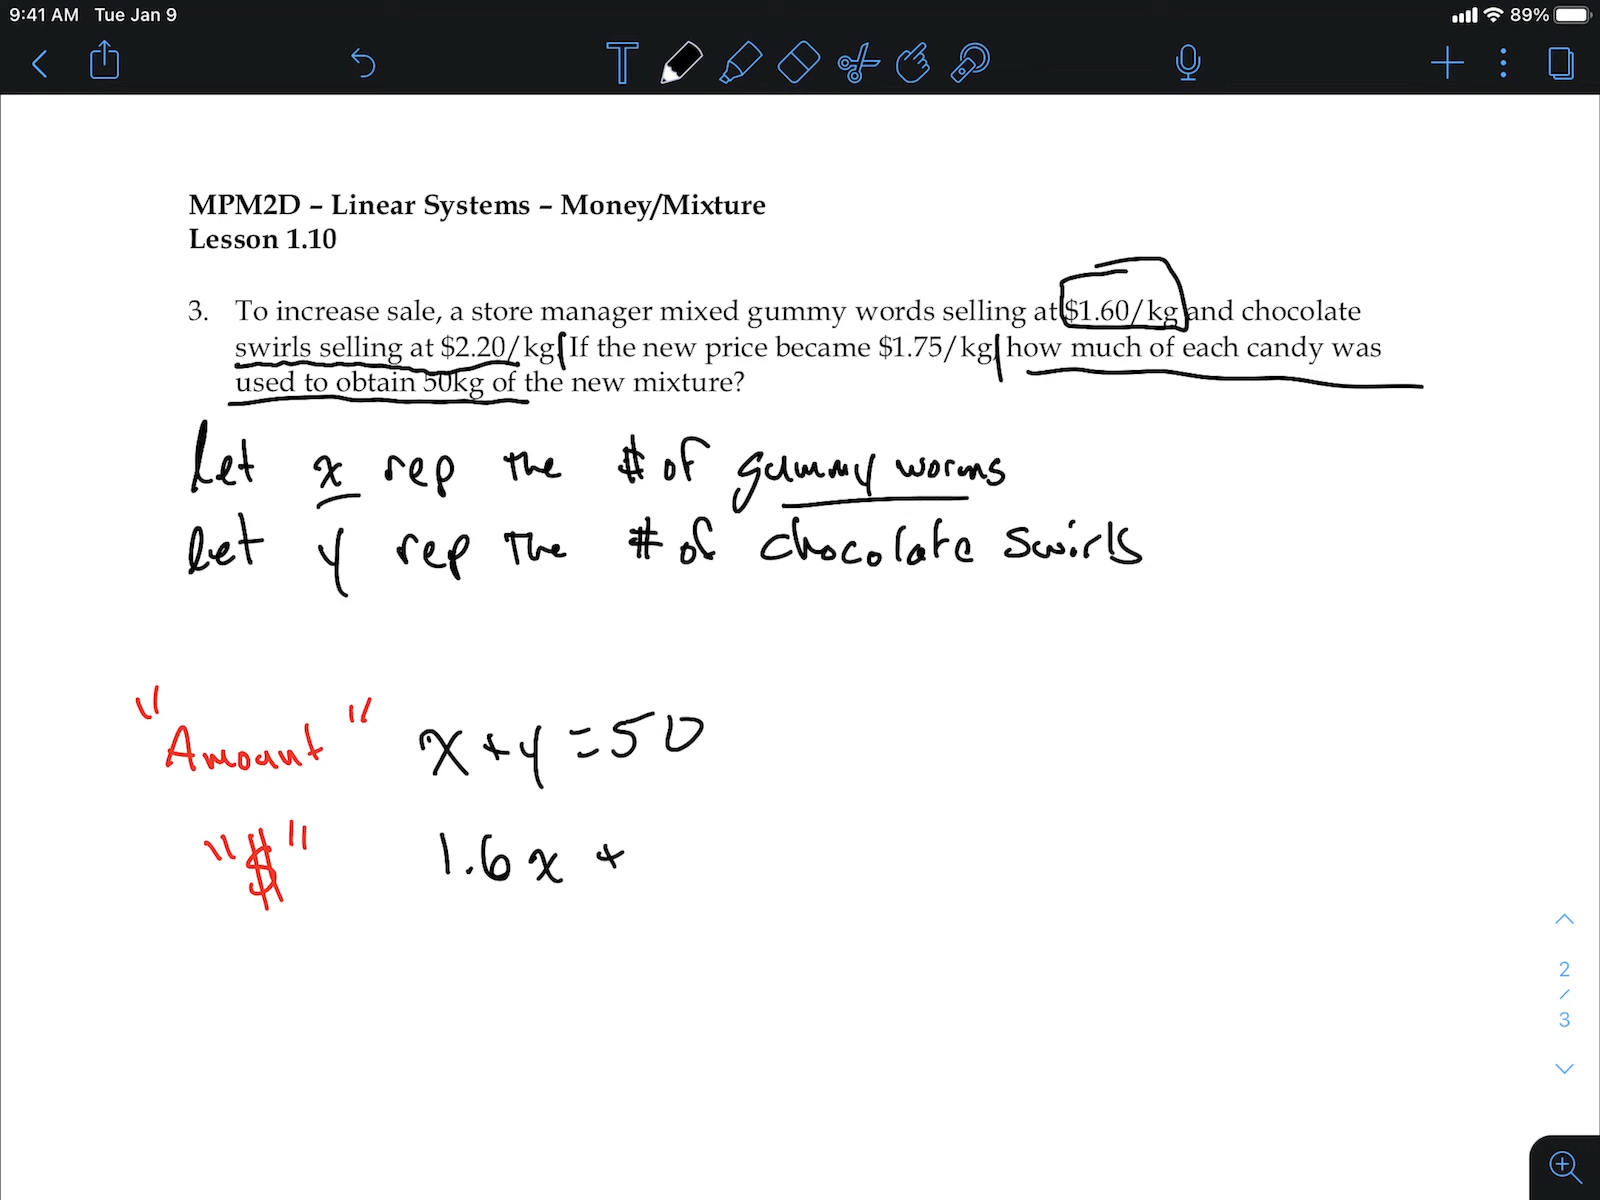 9:41 AM Tue Jan 9 89%
MPM2D – Linear Systems – Money/Mixture
Lesson 1.10
3. To increase sale, a store manager mixed gummy words selling at $1.60/kg and chocolate
swirls selling at $2.20/kg. If the new price became $1.75/kg, how much of each candy was
used to obtain 50kg of the new mixture?
Let x rep the # of gummy worms
Let y rep the # of chocolate swirls
"Amount" x+y=50
"$" 1.6x +
2
/
3